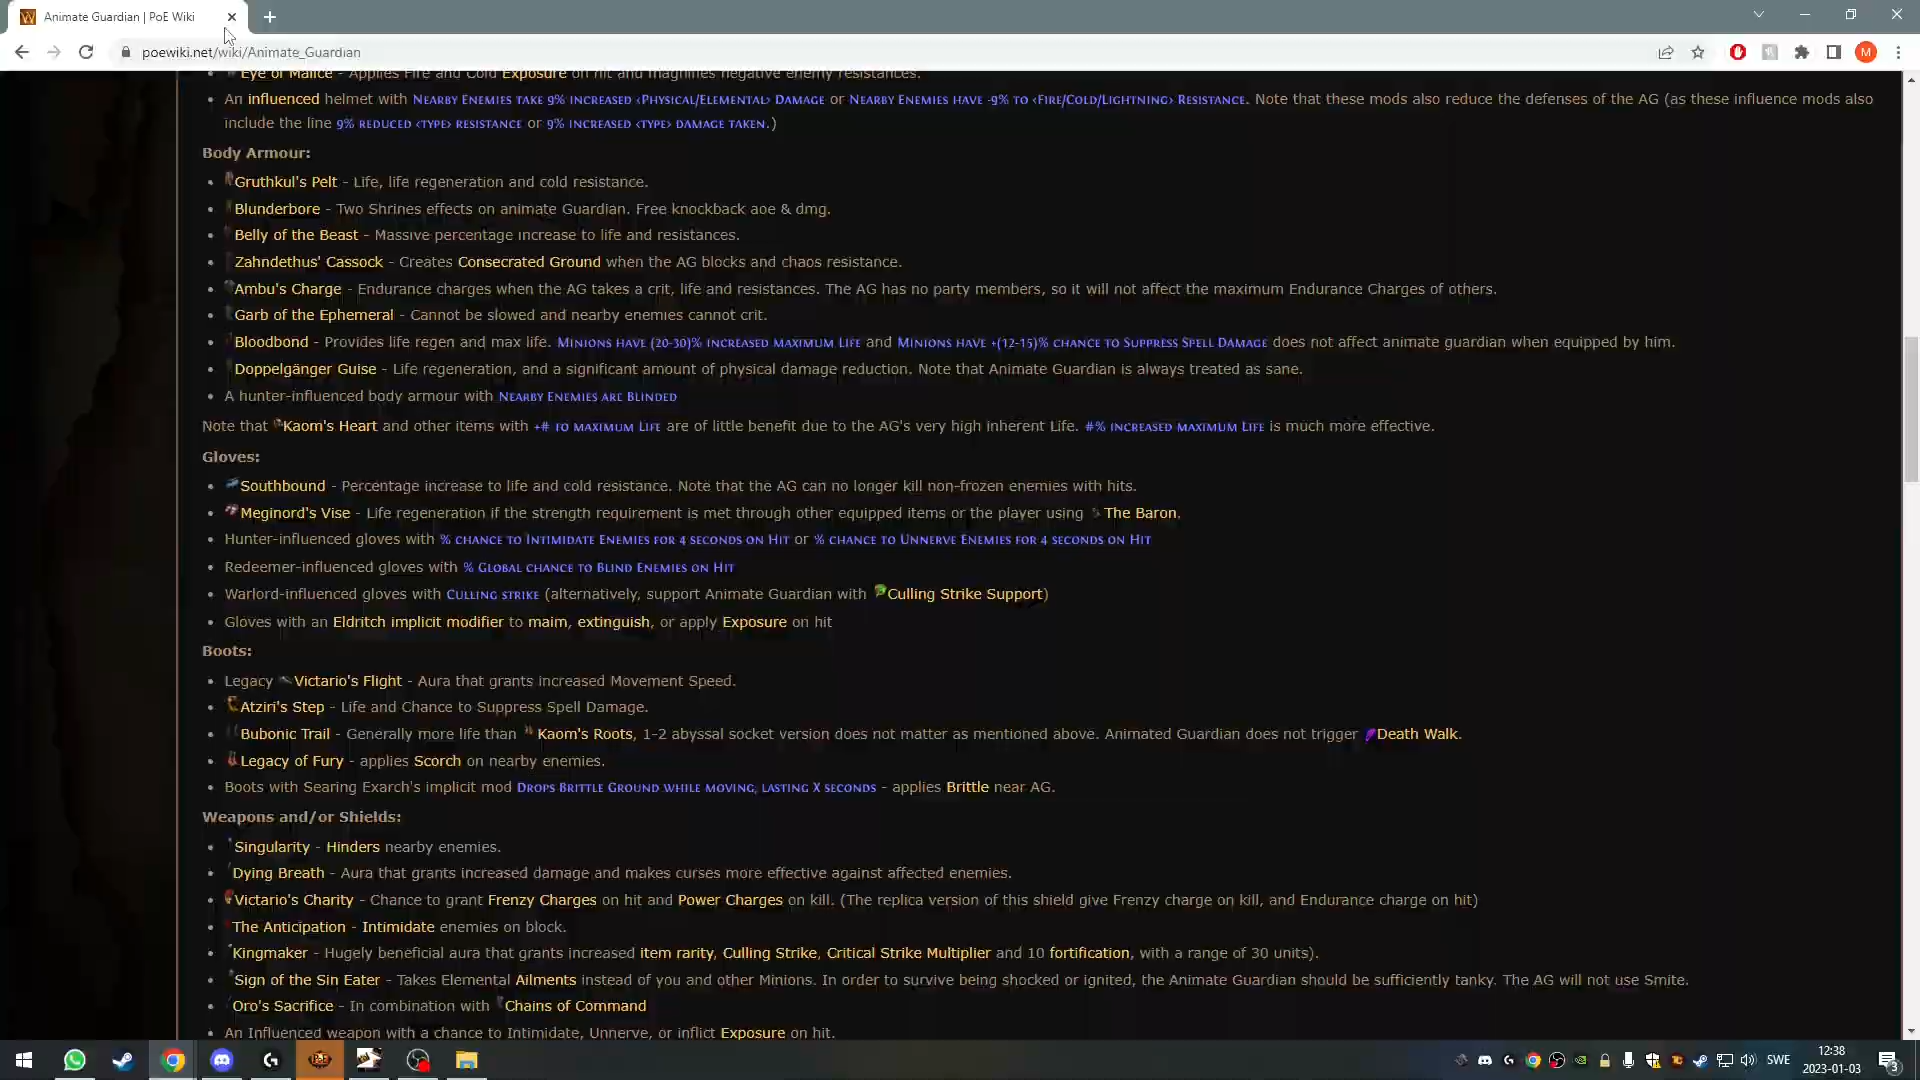 Animate Guardian | PoE Wiki
poewiki.net/wiki/Animate_Guardian
M
Eye of Malice - Applies Fire and Cold Exposure on hit and magnifies negative enemy resistances.
An influenced helmet with Nearby Enemies take 9% increased <Physical/Elemental> Damage or Nearby Enemies have -9% to <Fire/Cold/Lightning> Resistance. Note that these mods also reduce the defenses of the AG (as these influence mods also
include the line 9% reduced <type> resistance or 9% increased <type> damage taken.)
Body Armour:
Gruthkul's Pelt - Life, life regeneration and cold resistance.
Blunderbore - Two Shrines effects on animate Guardian. Free knockback aoe & dmg.
Belly of the Beast - Massive percentage increase to life and resistances.
Zahndethus' Cassock - Creates Consecrated Ground when the AG blocks and chaos resistance.
Ambu's Charge - Endurance charges when the AG takes a crit, life and resistances. The AG has no party members, so it will not affect the maximum Endurance Charges of others.
Garb of the Ephemeral - Cannot be slowed and nearby enemies cannot crit.
Bloodbond - Provides life regen and max life. Minions have (20-30)% increased maximum Life and Minions have +(12-15)% chance to Suppress Spell Damage does not affect animate guardian when equipped by him.
Doppelgänger Guise - Life regeneration, and a significant amount of physical damage reduction. Note that Animate Guardian is always treated as sane.
A hunter-influenced body armour with Nearby Enemies are Blinded
Note that Kaom's Heart and other items with +# to maximum Life are of little benefit due to the AG's very high inherent Life. #% increased maximum Life is much more effective.
Gloves:
Southbound - Percentage increase to life and cold resistance. Note that the AG can no longer kill non-frozen enemies with hits.
Meginord's Vise - Life regeneration if the strength requirement is met through other equipped items or the player using The Baron.
Hunter-influenced gloves with % chance to Intimidate Enemies for 4 seconds on Hit or % chance to Unnerve Enemies for 4 seconds on Hit
Redeemer-influenced gloves with % Global chance to Blind Enemies on Hit
Warlord-influenced gloves with Culling strike (alternatively, support Animate Guardian with Culling Strike Support)
Gloves with an Eldritch implicit modifier to maim, extinguish, or apply Exposure on hit
Boots:
Legacy Victario's Flight - Aura that grants increased Movement Speed.
Atziri's Step - Life and Chance to Suppress Spell Damage.
Bubonic Trail - Generally more life than Kaom's Roots, 1-2 abyssal socket version does not matter as mentioned above. Animated Guardian does not trigger Death Walk.
Legacy of Fury - applies Scorch on nearby enemies.
Boots with Searing Exarch's implicit mod Drops Brittle Ground while moving, lasting X seconds - applies Brittle near AG.
Weapons and/or Shields:
Singularity - Hinders nearby enemies.
Dying Breath - Aura that grants increased damage and makes curses more effective against affected enemies.
Victario's Charity - Chance to grant Frenzy Charges on hit and Power Charges on kill. (The replica version of this shield give Frenzy charge on kill, and Endurance charge on hit)
The Anticipation - Intimidate enemies on block.
Kingmaker - Hugely beneficial aura that grants increased item rarity, Culling Strike, Critical Strike Multiplier and 10 fortification, with a range of 30 units).
Sign of the Sin Eater - Takes Elemental Ailments instead of you and other Minions. In order to survive being shocked or ignited, the Animate Guardian should be sufficiently tanky. The AG will not use Smite.
Oro's Sacrifice - In combination with Chains of Command
An Influenced weapon with a chance to Intimidate, Unnerve, or inflict Exposure on hit.
SWE
12:38
2023-01-03
3